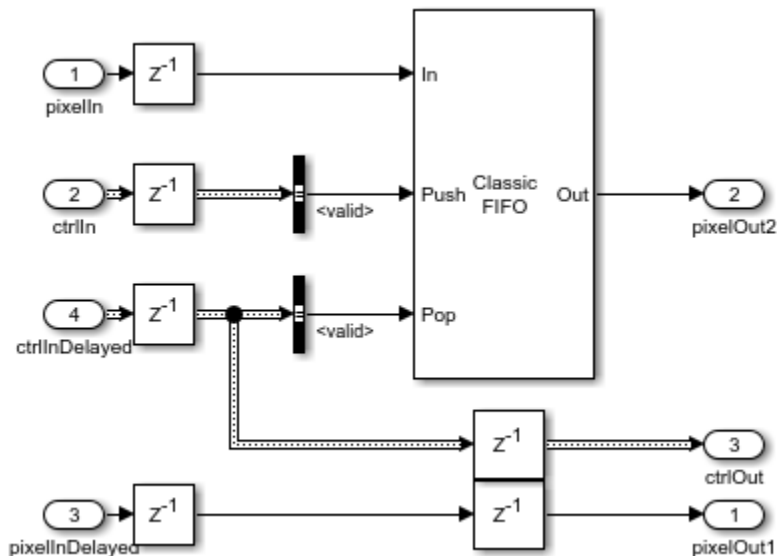 1
pixelIn
Z-1
In
2
ctrlIn
Z-1
<valid>
Push
Classic
FIFO
Out
2
pixelOut2
4
ctrlInDelayed
Z-1
<valid>
Pop
Z-1
3
ctrlOut
3
pixelInDelayed
Z-1
Z-1
1
pixelOut1